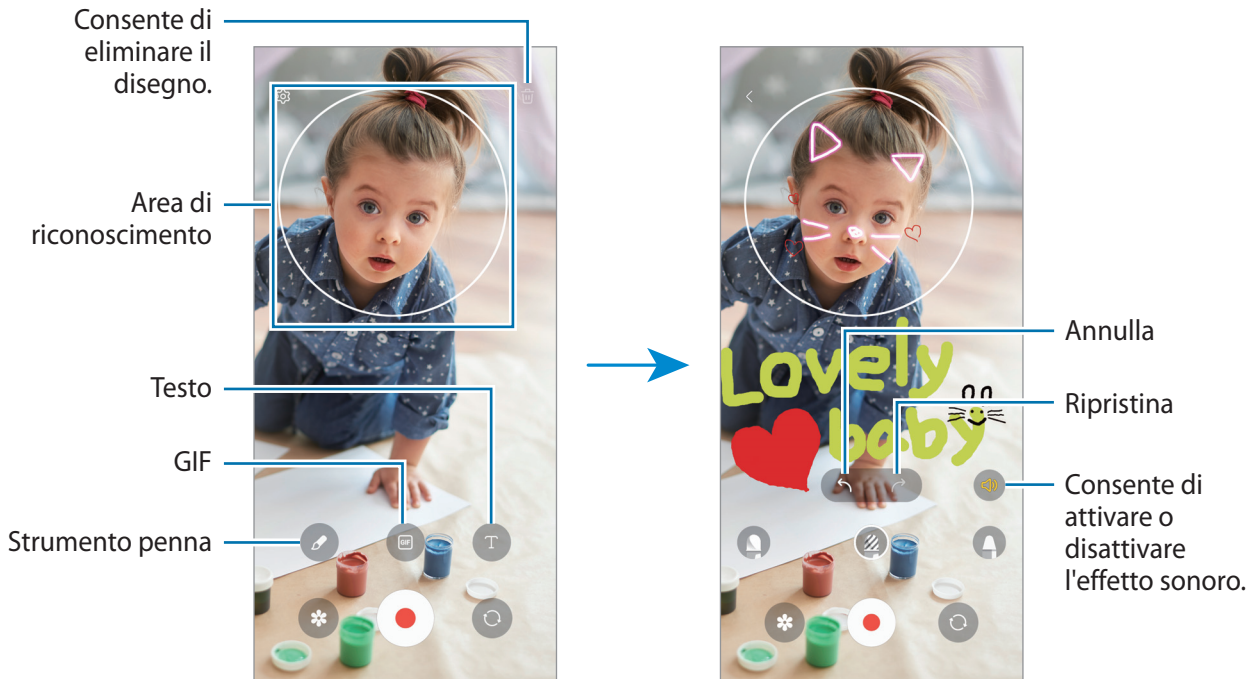 Consente di
eliminare il
disegno.
Area di
riconoscimento
Testo
GIF
Strumento penna
GIF
T
Lovely
baby
Annulla
Ripristina
Consente di
attivare o
disattivare
l'effetto sonoro.